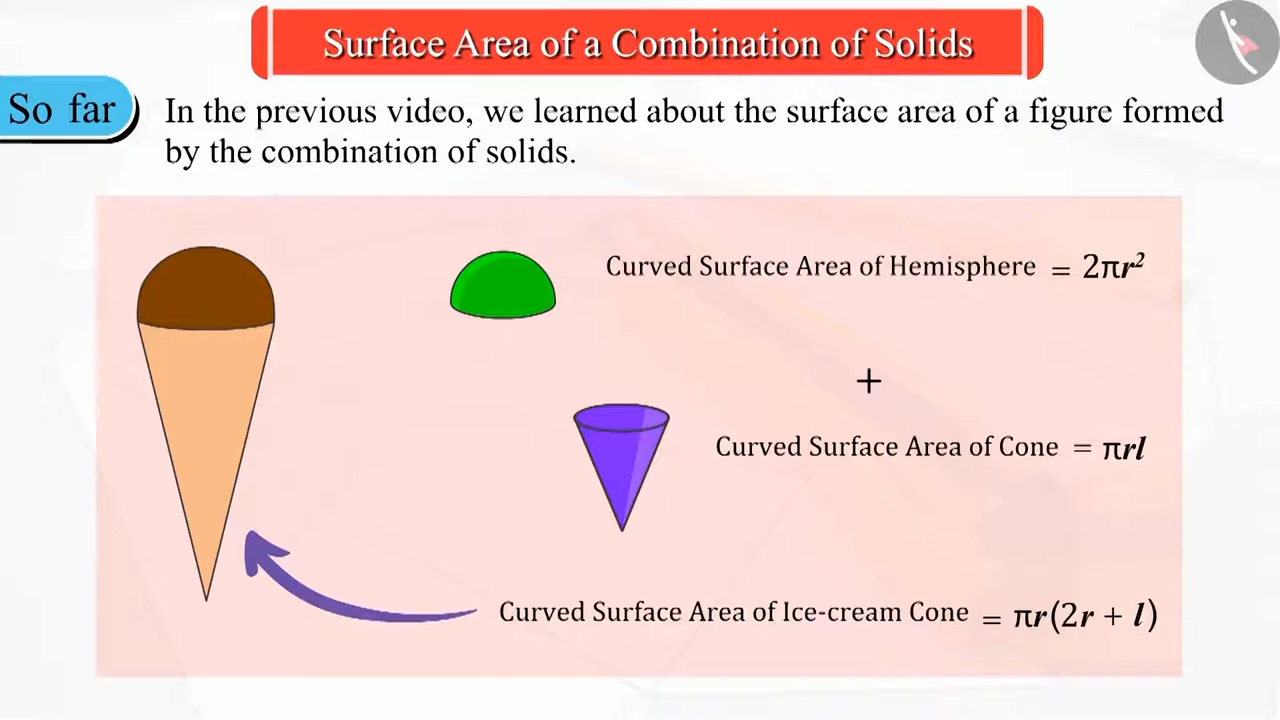 Surface Area of a Combination of Solids
So far
In the previous video, we learned about the surface area of a figure formed
by the combination of solids.
Curved Surface Area of Hemisphere = 2πr²
+
Curved Surface Area of Cone = πrl
Curved Surface Area of Ice-cream Cone = πr(2r + l)